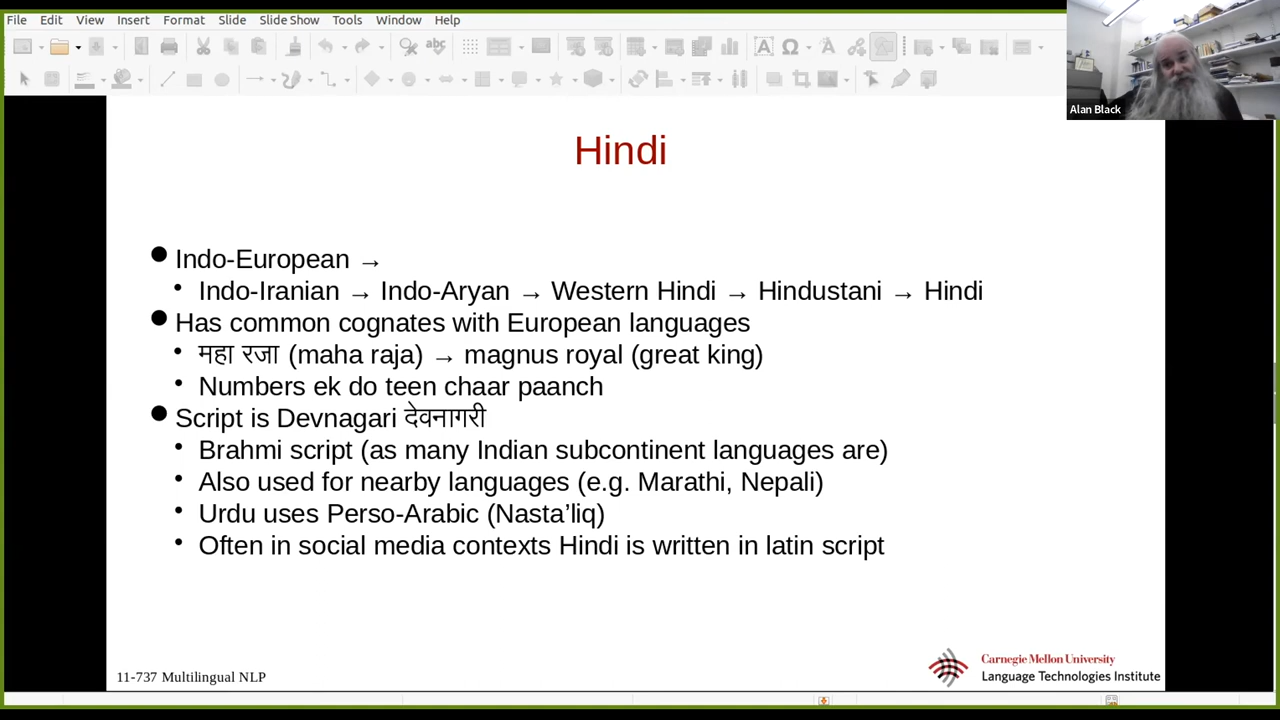 File Edit View Insert Format Slide Slide Show Tools Window Help
abc
Alan Black
Hindi
Indo-European →
Indo-Iranian → Indo-Aryan → Western Hindi → Hindustani → Hindi
Has common cognates with European languages
महा रजा (maha raja) → magnus royal (great king)
Numbers ek do teen chaar paanch
Script is Devnagari देवनागरी
Brahmi script (as many Indian subcontinent languages are)
Also used for nearby languages (e.g. Marathi, Nepali)
Urdu uses Perso-Arabic (Nasta’liq)
Often in social media contexts Hindi is written in latin script
11-737 Multilingual NLP
Carnegie Mellon University
Language Technologies Institute